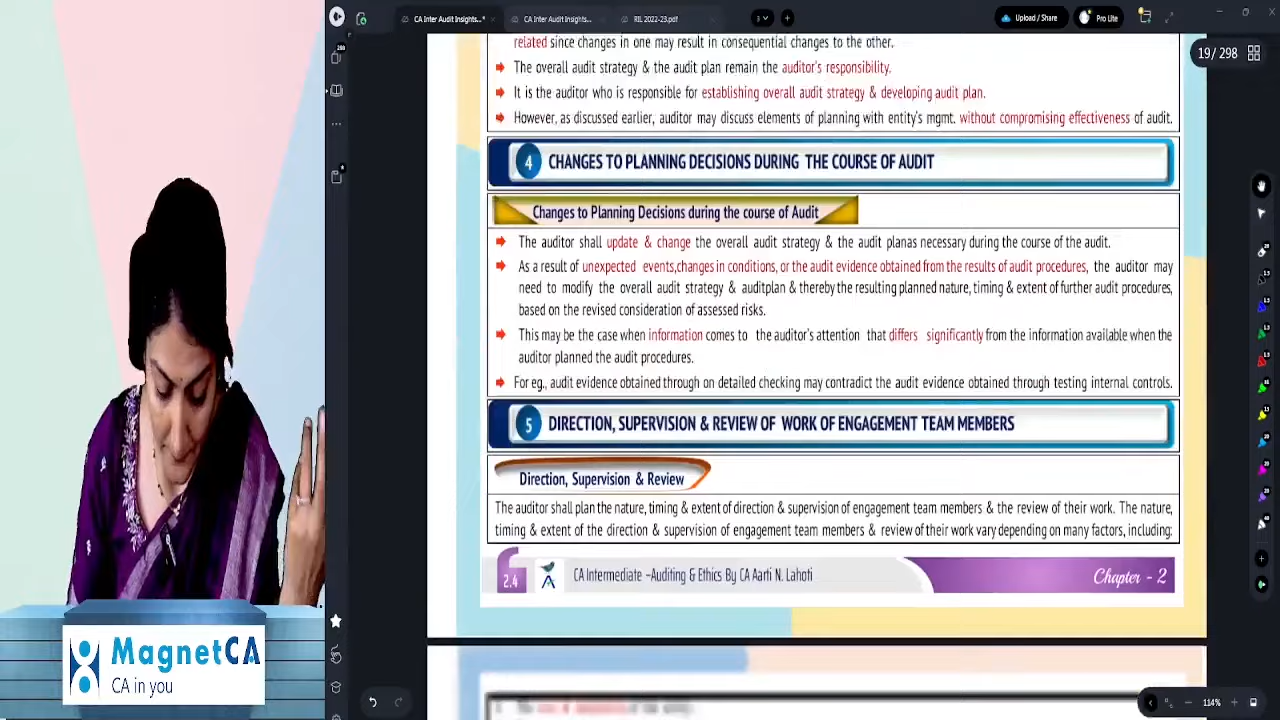 CA Inter Audit Insights...*
CA Inter Audit Insights...
RIL 2022-23.pdf
3
Upload / Share
Pro Lite
19 / 298
related since changes in one may result in consequential changes to the other.
The overall audit strategy & the audit plan remain the auditor's responsibility.
It is the auditor who is responsible for establishing overall audit strategy & developing audit plan.
However, as discussed earlier, auditor may discuss elements of planning with entity's mgmt. without compromising effectiveness of audit.
4 CHANGES TO PLANNING DECISIONS DURING THE COURSE OF AUDIT
Changes to Planning Decisions during the course of Audit
The auditor shall update & change the overall audit strategy & the audit planas necessary during the course of the audit.
As a result of unexpected events,changes in conditions, or the audit evidence obtained from the results of audit procedures, the auditor may
need to modify the overall audit strategy & auditplan & thereby the resulting planned nature, timing & extent of further audit procedures,
based on the revised consideration of assessed risks.
This may be the case when information comes to the auditor's attention that differs significantly from the information available when the
auditor planned the audit procedures.
For eg., audit evidence obtained through on detailed checking may contradict the audit evidence obtained through testing internal controls.
5 DIRECTION, SUPERVISION & REVIEW OF WORK OF ENGAGEMENT TEAM MEMBERS
Direction, Supervision & Review
The auditor shall plan the nature, timing & extent of direction & supervision of engagement team members & the review of their work. The nature,
timing & extent of the direction & supervision of engagement team members & review of their work vary depending on many factors, including:
2.4 CA Intermediate –Auditing & Ethics By CA Aarti N. Lahoti Chapter - 2
MagnetCA
CA in you
114%